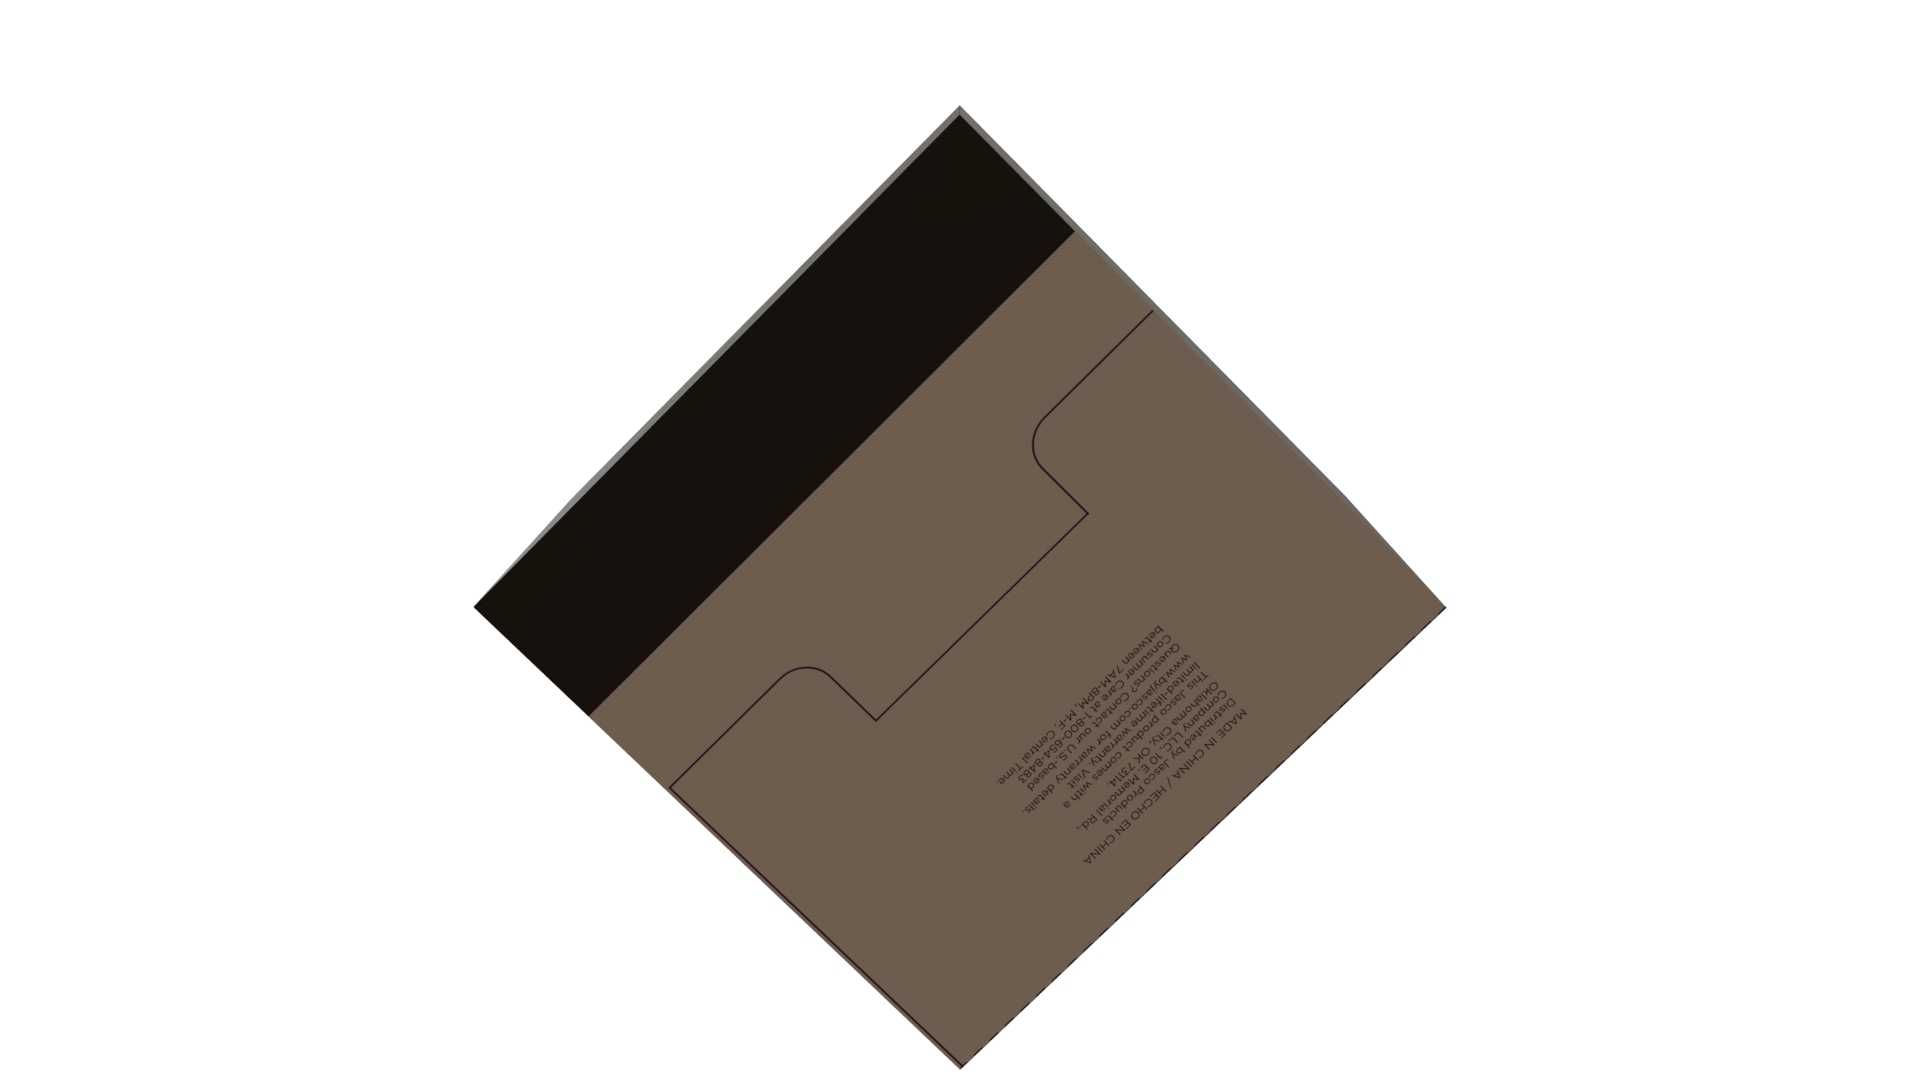 MADE IN CHINA / HECHO EN CHINA
Distributed by Jasco Products
Company LLC, 10 E. Memorial Rd.,
Oklahoma City, OK 73114.
This Jasco product comes with a
limited-lifetime warranty. Visit
www.byjasco.com for warranty details.
Questions? Contact our U.S.-based
Consumer Care at 1-800-654-8483
between 7AM-8PM, M-F, Central Time.